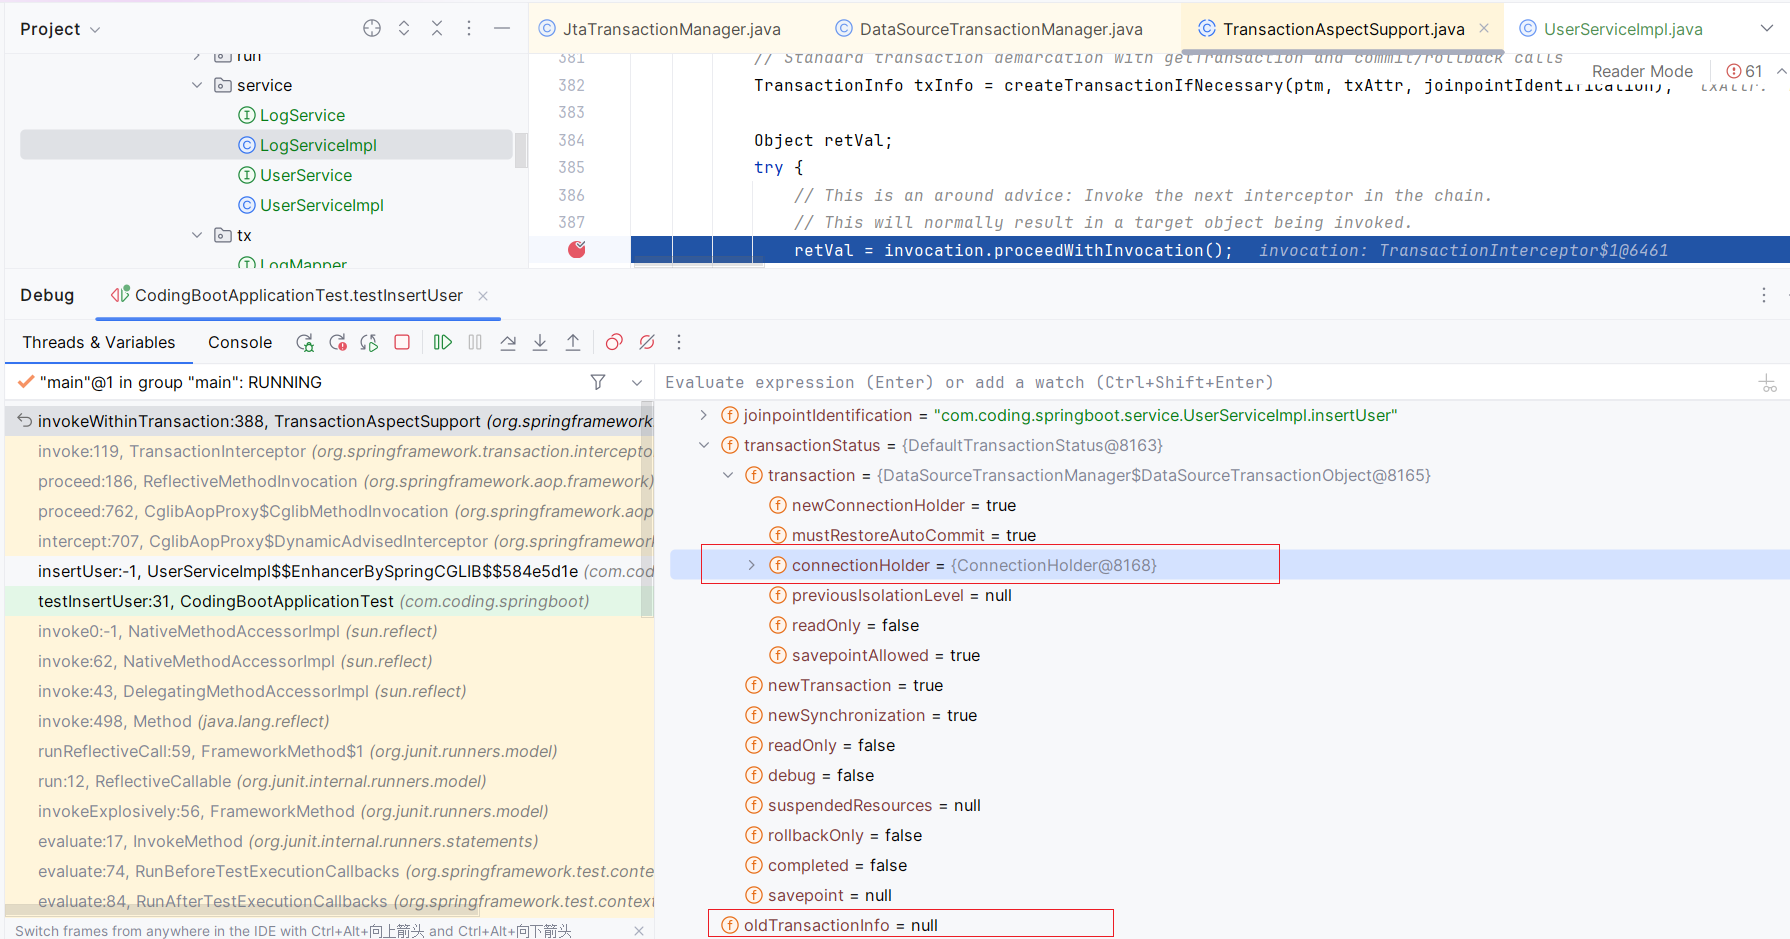 Project
JtaTransactionManager.java
DataSourceTransactionManager.java
TransactionAspectSupport.java
UserServiceImpl.java
run
service
LogService
LogServiceImpl
UserService
UserServiceImpl
tx
LogMapper
Reader Mode
61
381 // Standard transaction demarcation with getTransaction and commit/rollback calls
382 TransactionInfo txInfo = createTransactionIfNecessary(ptm, txAttr, joinpointIdentification); txAttr:
383
384 Object retVal;
385 try {
386 // This is an around advice: Invoke the next interceptor in the chain.
387 // This will normally result in a target object being invoked.
retVal = invocation.proceedWithInvocation(); invocation: TransactionInterceptor$1@6461
Debug
CodingBootApplicationTest.testInsertUser
Threads & Variables
Console
"main"@1 in group "main": RUNNING
invokeWithinTransaction:388, TransactionAspectSupport (org.springframework
invoke:119, TransactionInterceptor (org.springframework.transaction.intercepto
proceed:186, ReflectiveMethodInvocation (org.springframework.aop.framework)
proceed:762, CglibAopProxy$CglibMethodInvocation (org.springframework.aop
intercept:707, CglibAopProxy$DynamicAdvisedInterceptor (org.springframework
insertUser:-1, UserServiceImpl$$EnhancerBySpringCGLIB$$584e5d1e (com.cod
testInsertUser:31, CodingBootApplicationTest (com.coding.springboot)
invoke0:-1, NativeMethodAccessorImpl (sun.reflect)
invoke:62, NativeMethodAccessorImpl (sun.reflect)
invoke:43, DelegatingMethodAccessorImpl (sun.reflect)
invoke:498, Method (java.lang.reflect)
runReflectiveCall:59, FrameworkMethod$1 (org.junit.runners.model)
run:12, ReflectiveCallable (org.junit.internal.runners.model)
invokeExplosively:56, FrameworkMethod (org.junit.runners.model)
evaluate:17, InvokeMethod (org.junit.internal.runners.statements)
evaluate:74, RunBeforeTestExecutionCallbacks (org.springframework.test.conte
evaluate:84, RunAfterTestExecutionCallbacks (org.springframework.test.context
Switch frames from anywhere in the IDE with Ctrl+Alt+向上箭头 and Ctrl+Alt+向下箭头
Evaluate expression (Enter) or add a watch (Ctrl+Shift+Enter)
joinpointIdentification = "com.coding.springboot.service.UserServiceImpl.insertUser"
transactionStatus = {DefaultTransactionStatus@8163}
transaction = {DataSourceTransactionManager$DataSourceTransactionObject@8165}
newConnectionHolder = true
mustRestoreAutoCommit = true
connectionHolder = {ConnectionHolder@8168}
previousIsolationLevel = null
readOnly = false
savepointAllowed = true
newTransaction = true
newSynchronization = true
readOnly = false
debug = false
suspendedResources = null
rollbackOnly = false
completed = false
savepoint = null
oldTransactionInfo = null